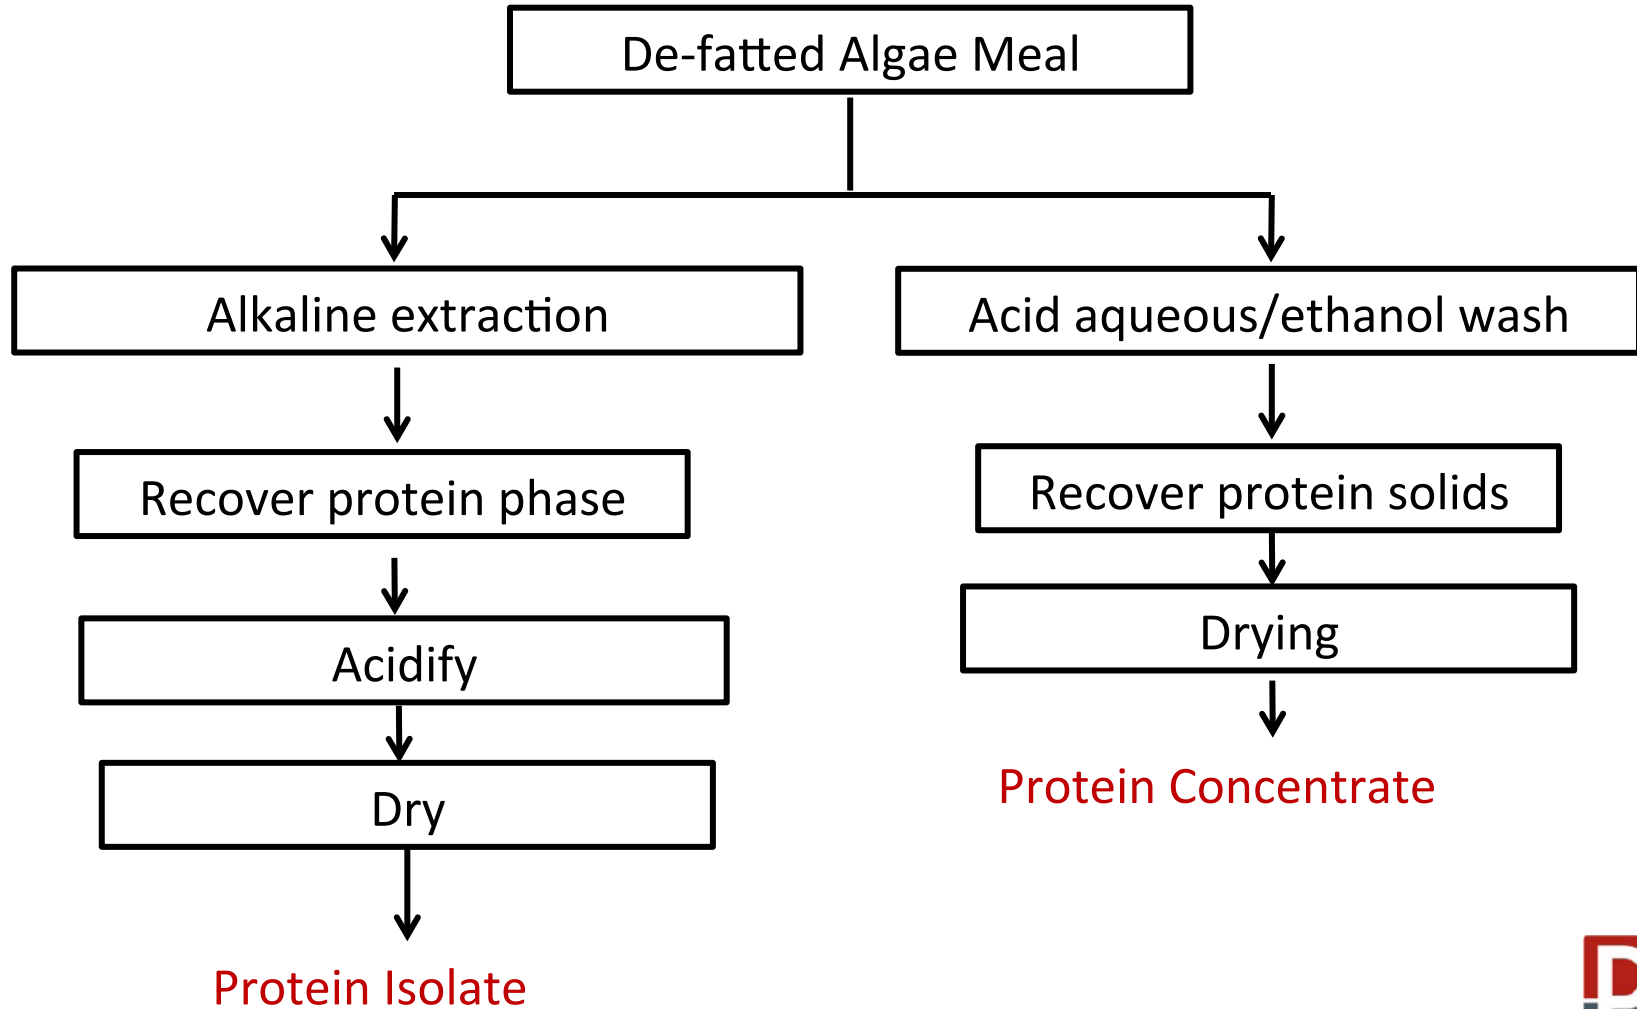 De-fatted Algae Meal
Alkaline extraction
Acid aqueous/ethanol wash
Recover protein phase
Recover protein solids
Acidify
Drying
Dry
Protein Concentrate
Protein Isolate